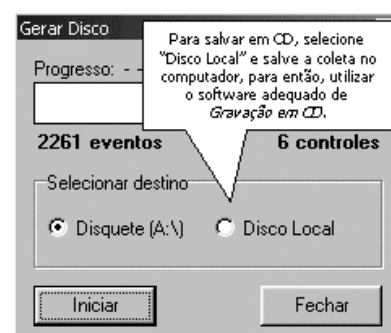 Gerar Disco
Para salvar em CD, selecione
"Disco Local" e salve a coleta no
computador, para então, utilizar
o software adequado de
Gravação em CD.
Progresso: - -
2261 eventos
6 controles
Selecionar destino
Disquete (A:\)
Disco Local
Iniciar
Fechar